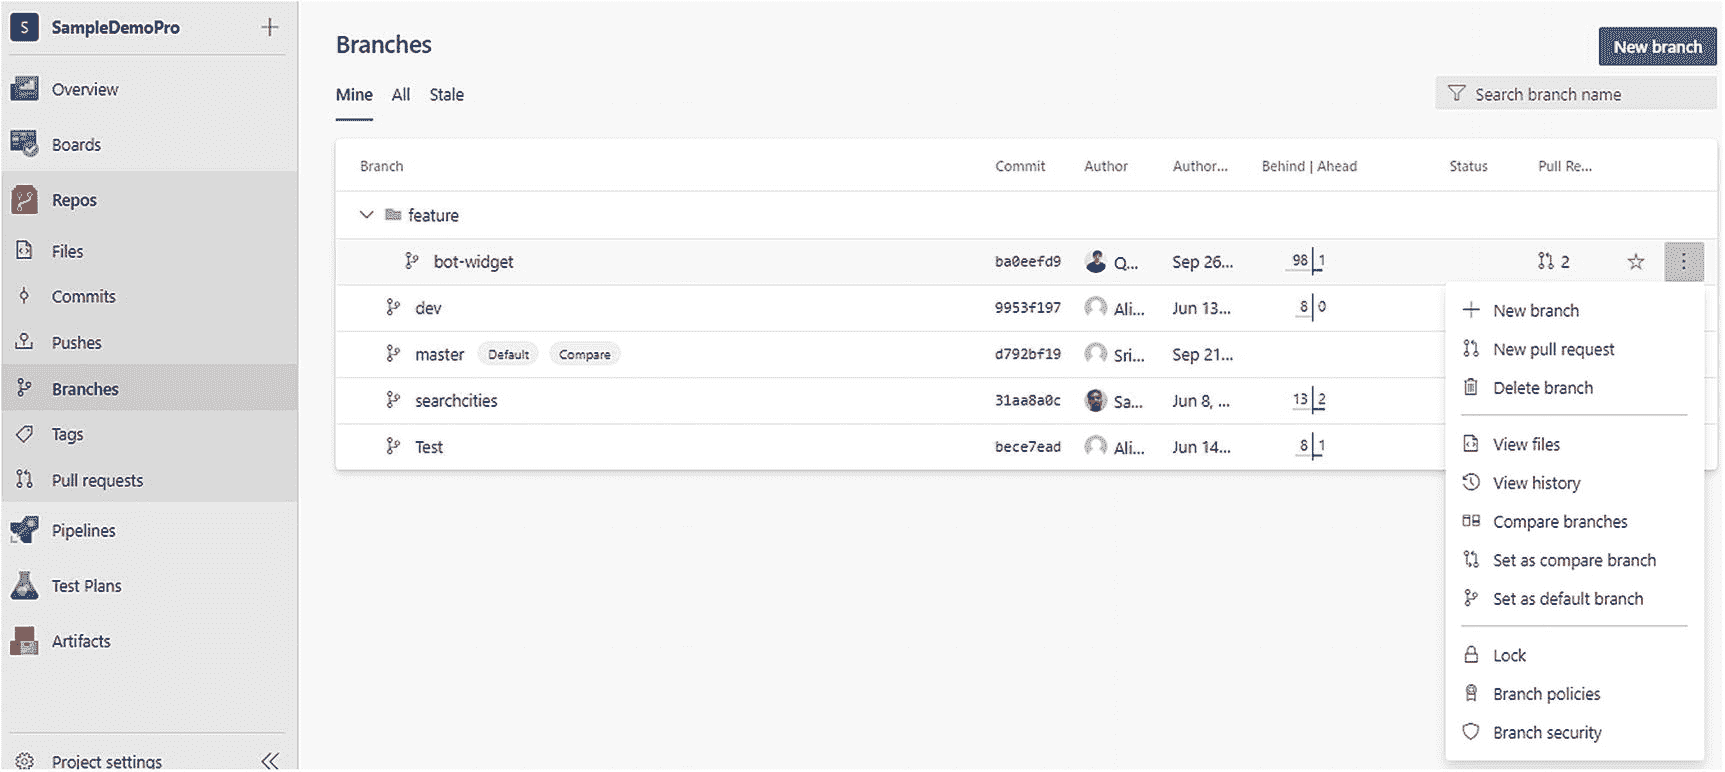 S SampleDemoPro
Overview
Boards
Repos
Files
Commits
Pushes
Branches
Tags
Pull requests
Pipelines
Test Plans
Artifacts
Project settings
Branches
New branch
Mine All Stale
Search branch name
Branch Commit Author Author... Behind | Ahead Status Pull Re...
feature
bot-widget ba0eefd9 Q... Sep 26... 98 1 2
dev 9953f197 Ali... Jun 13... 8 0
master Default Compare d792bf19 Sri... Sep 21...
searchcities 31aa8a0c Sa... Jun 8, ... 13 2
Test bece7ead Ali... Jun 14... 8 1
New branch
New pull request
Delete branch
View files
View history
Compare branches
Set as compare branch
Set as default branch
Lock
Branch policies
Branch security